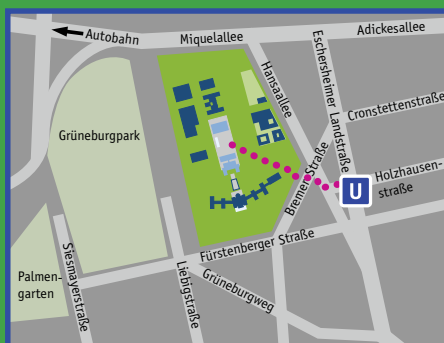 Autobahn
Miquelallee
Adickesallee
Hansaallee
Eschersheimer
Landstraße
Cronstettenstraße
Grüneburgpark
Bremer Straße
Holzhausen-
straße
U
Fürstenberger Straße
Siesmayerstraße
Palmen-
garten
Liebigstraße
Grüneburgweg